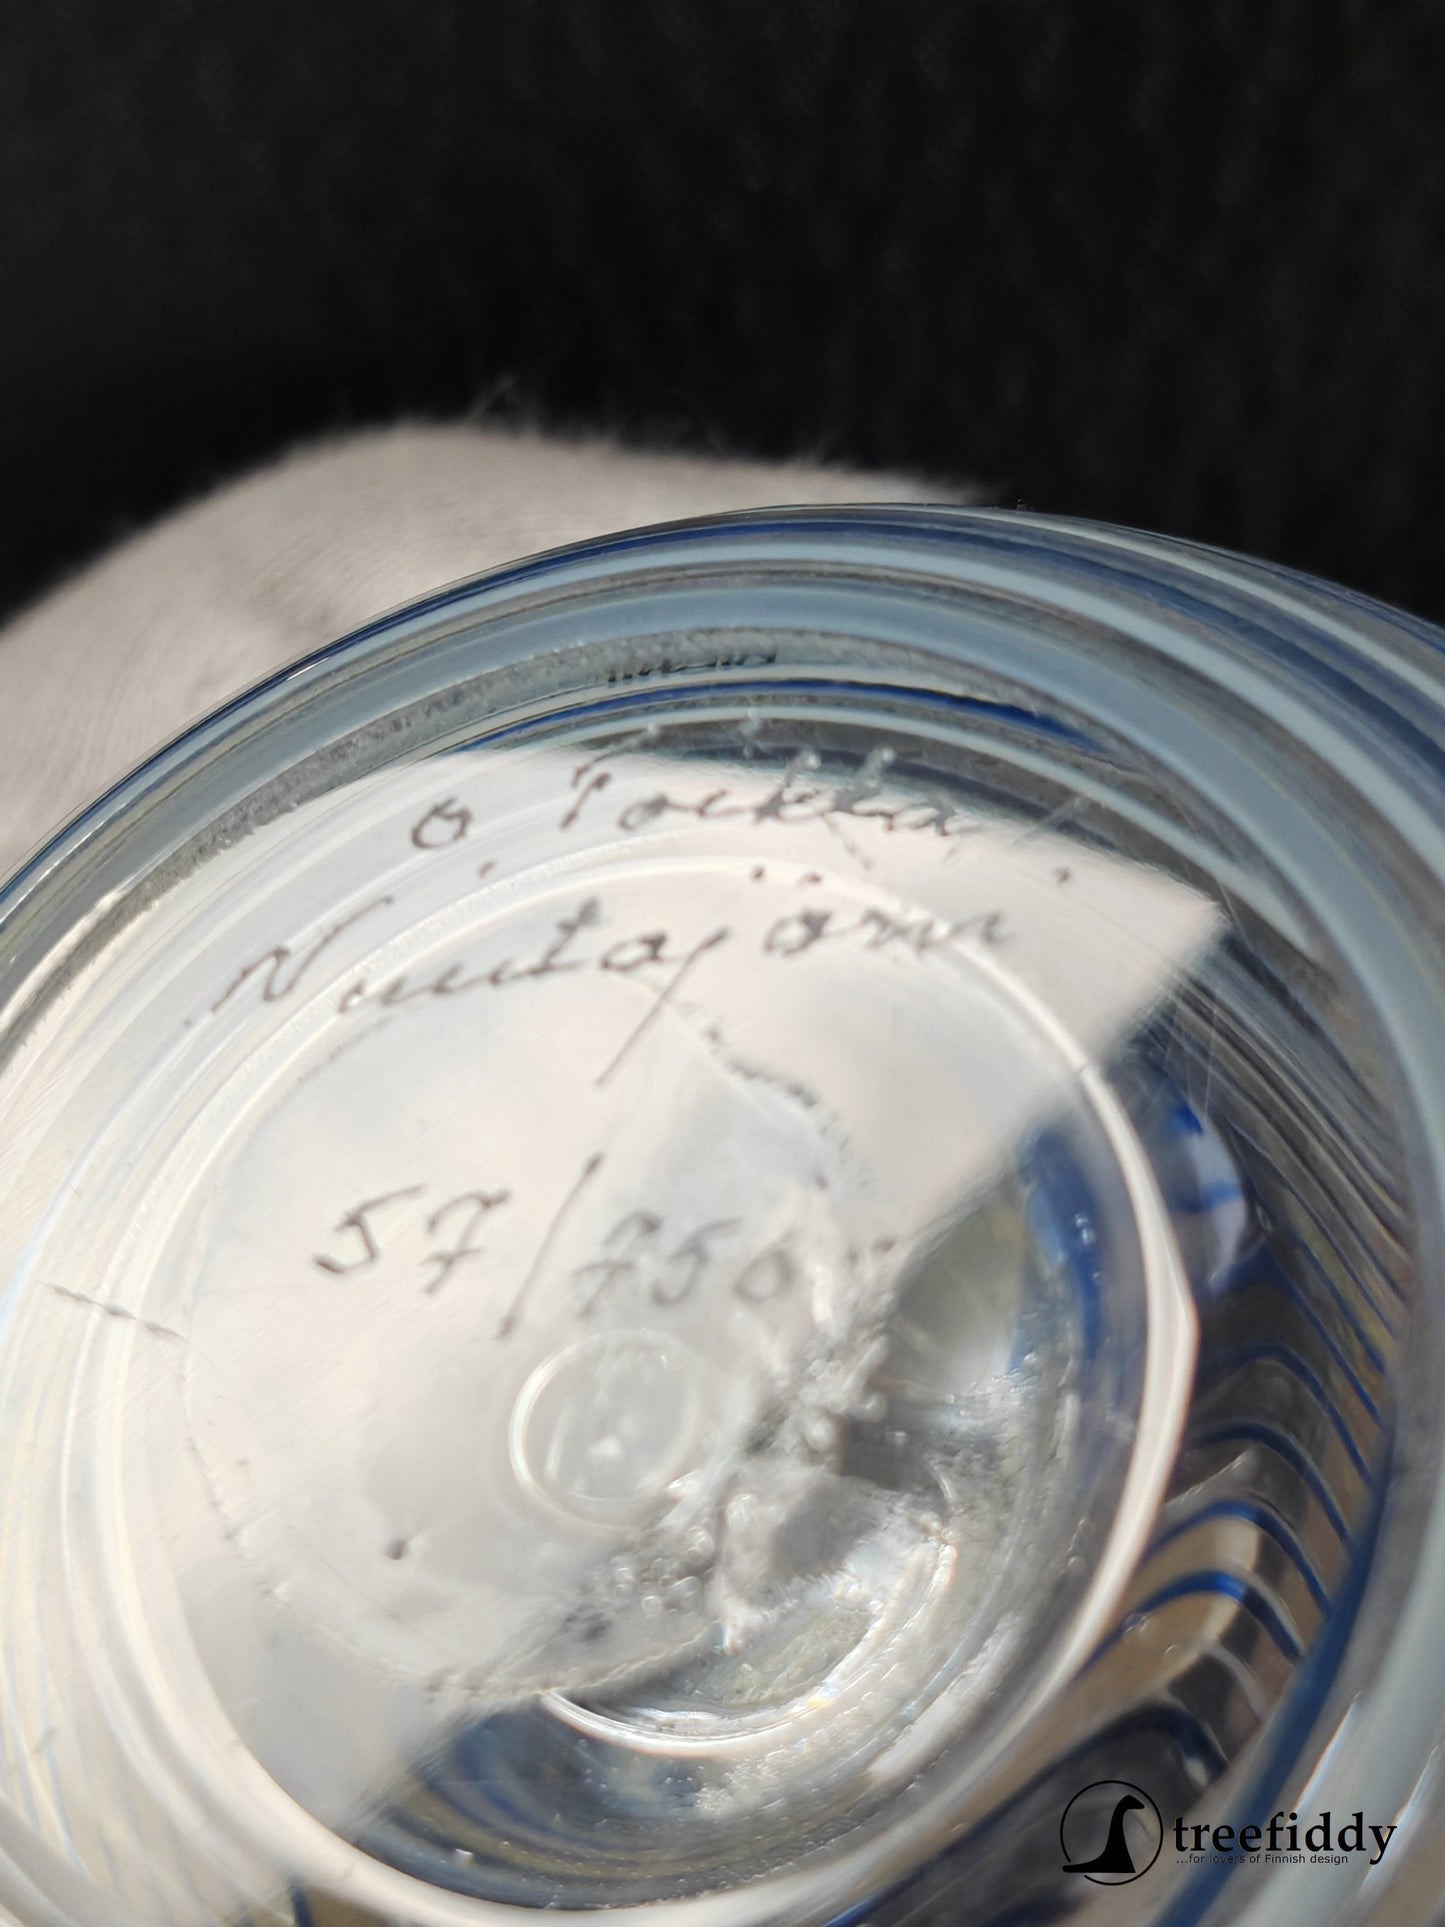 O. Toikka.
Nuutajärvi
57/750
treefiddy
...for lovers of Finnish design